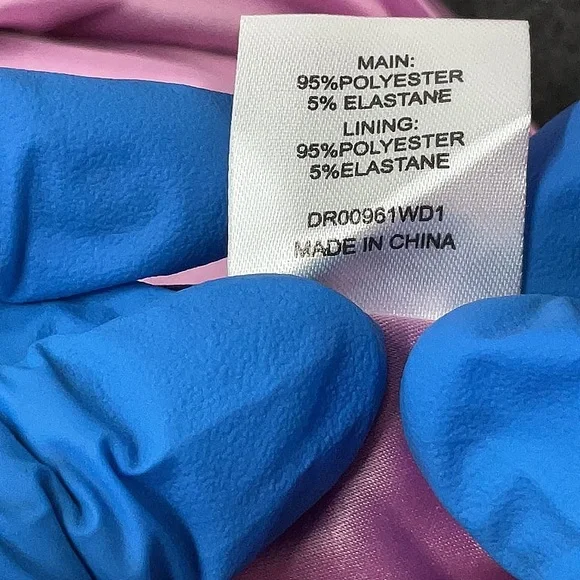 MAIN:
95%POLYESTER
5% ELASTANE
LINING:
95%POLYESTER
5%ELASTANE
DR00961WD1
MADE IN CHINA